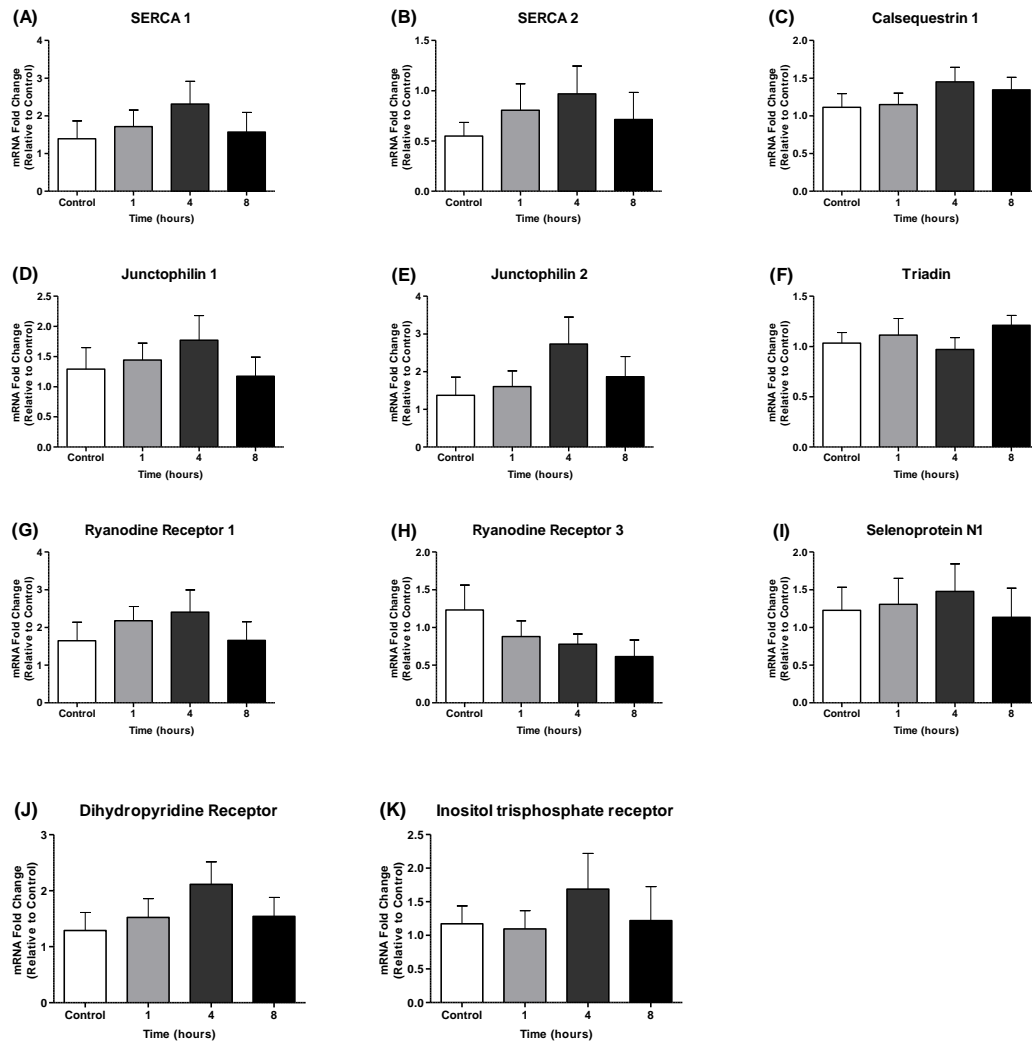 (A) SERCA 1
mRNA Fold Change
(Relative to Control)
4
3
2
1
0
Control 1 4 8
Time (hours)
(B) SERCA 2
mRNA Fold Change
(Relative to Control)
1.5
1.0
0.5
0.0
Control 1 4 8
Time (hours)
(C) Calsequestrin 1
mRNA Fold Change
(Relative to Control)
2.0
1.5
1.0
0.5
0.0
Control 1 4 8
Time (hours)
(D) Junctophilin 1
mRNA Fold Change
(Relative to Control)
2.5
2.0
1.5
1.0
0.5
0.0
Control 1 4 8
Time (hours)
(E) Junctophilin 2
mRNA Fold Change
(Relative to Control)
4
3
2
1
0
Control 1 4 8
Time (hours)
(F) Triadin
mRNA Fold Change
(Relative to Control)
1.5
1.0
0.5
0.0
Control 1 4 8
Time (hours)
(G) Ryanodine Receptor 1
mRNA Fold Change
(Relative to Control)
4
3
2
1
0
Control 1 4 8
Time (hours)
(H) Ryanodine Receptor 3
mRNA Fold Change
(Relative to Control)
2.0
1.5
1.0
0.5
0.0
Control 1 4 8
Time (hours)
(I) Selenoprotein N1
mRNA Fold Change
(Relative to Control)
2.0
1.5
1.0
0.5
0.0
Control 1 4 8
Time (hours)
(J) Dihydropyridine Receptor
mRNA Fold Change
(Relative to Control)
3
2
1
0
Control 1 4 8
Time (hours)
(K) Inositol trisphosphate receptor
mRNA Fold Change
(Relative to Control)
2.5
2.0
1.5
1.0
0.5
0.0
Control 1 4 8
Time (hours)